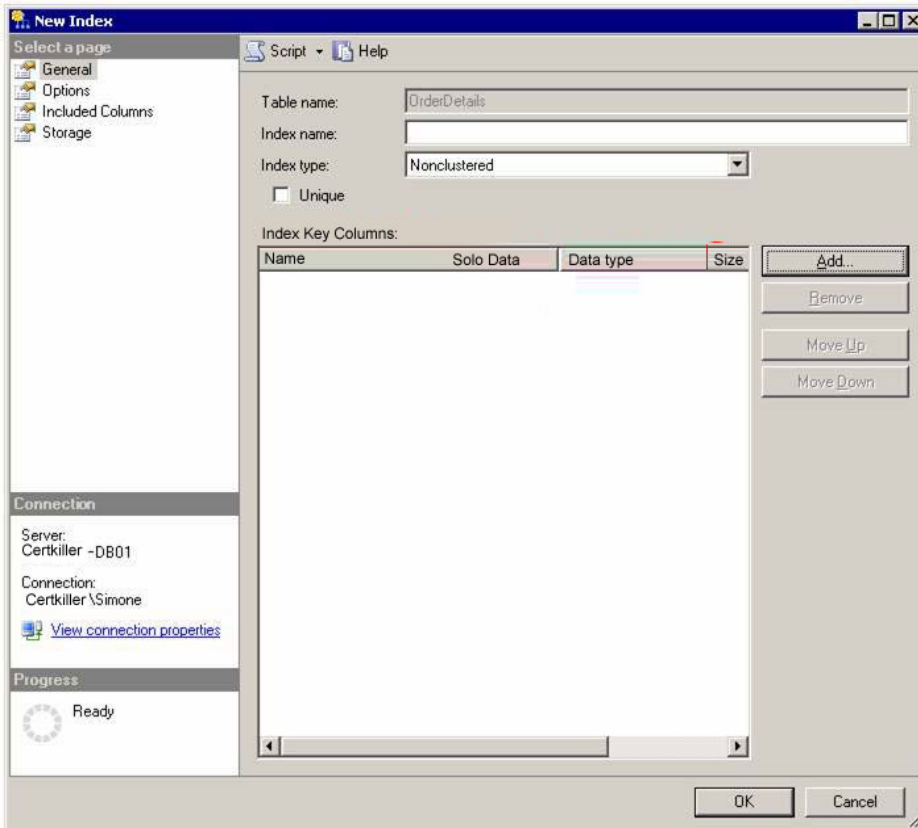 New Index
Select a page
General
Options
Included Columns
Storage
Script Help
Table name: OrderDetails
Index name:
Index type: Nonclustered
Unique
Index Key Columns:
Name Solo Data Data type Size
Add...
Remove
Move Up
Move Down
Connection
Server:
Certkiller -DB01
Connection:
Certkiller \Simone
View connection properties
Progress
Ready
OK Cancel